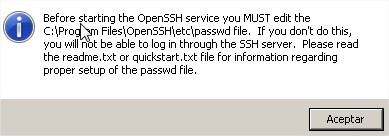 Before starting the OpenSSH service you MUST edit the
C:\Program Files\OpenSSH\etc\passwd file.  If you don't do this,
you will not be able to log in through the SSH server.  Please read
the readme.txt or quickstart.txt file for information regarding
proper setup of the passwd file.
Aceptar